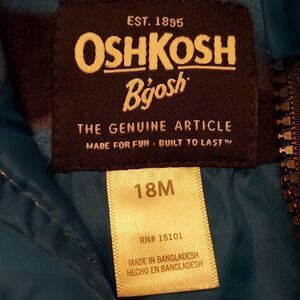 EST. 1895
OSHKOSH
B'gosh
THE GENUINE ARTICLE
MADE FOR FUN · BUILT TO LAST™
18M
RN# 15101
MADE IN BANGLADESH
HECHO EN BANGLADESH